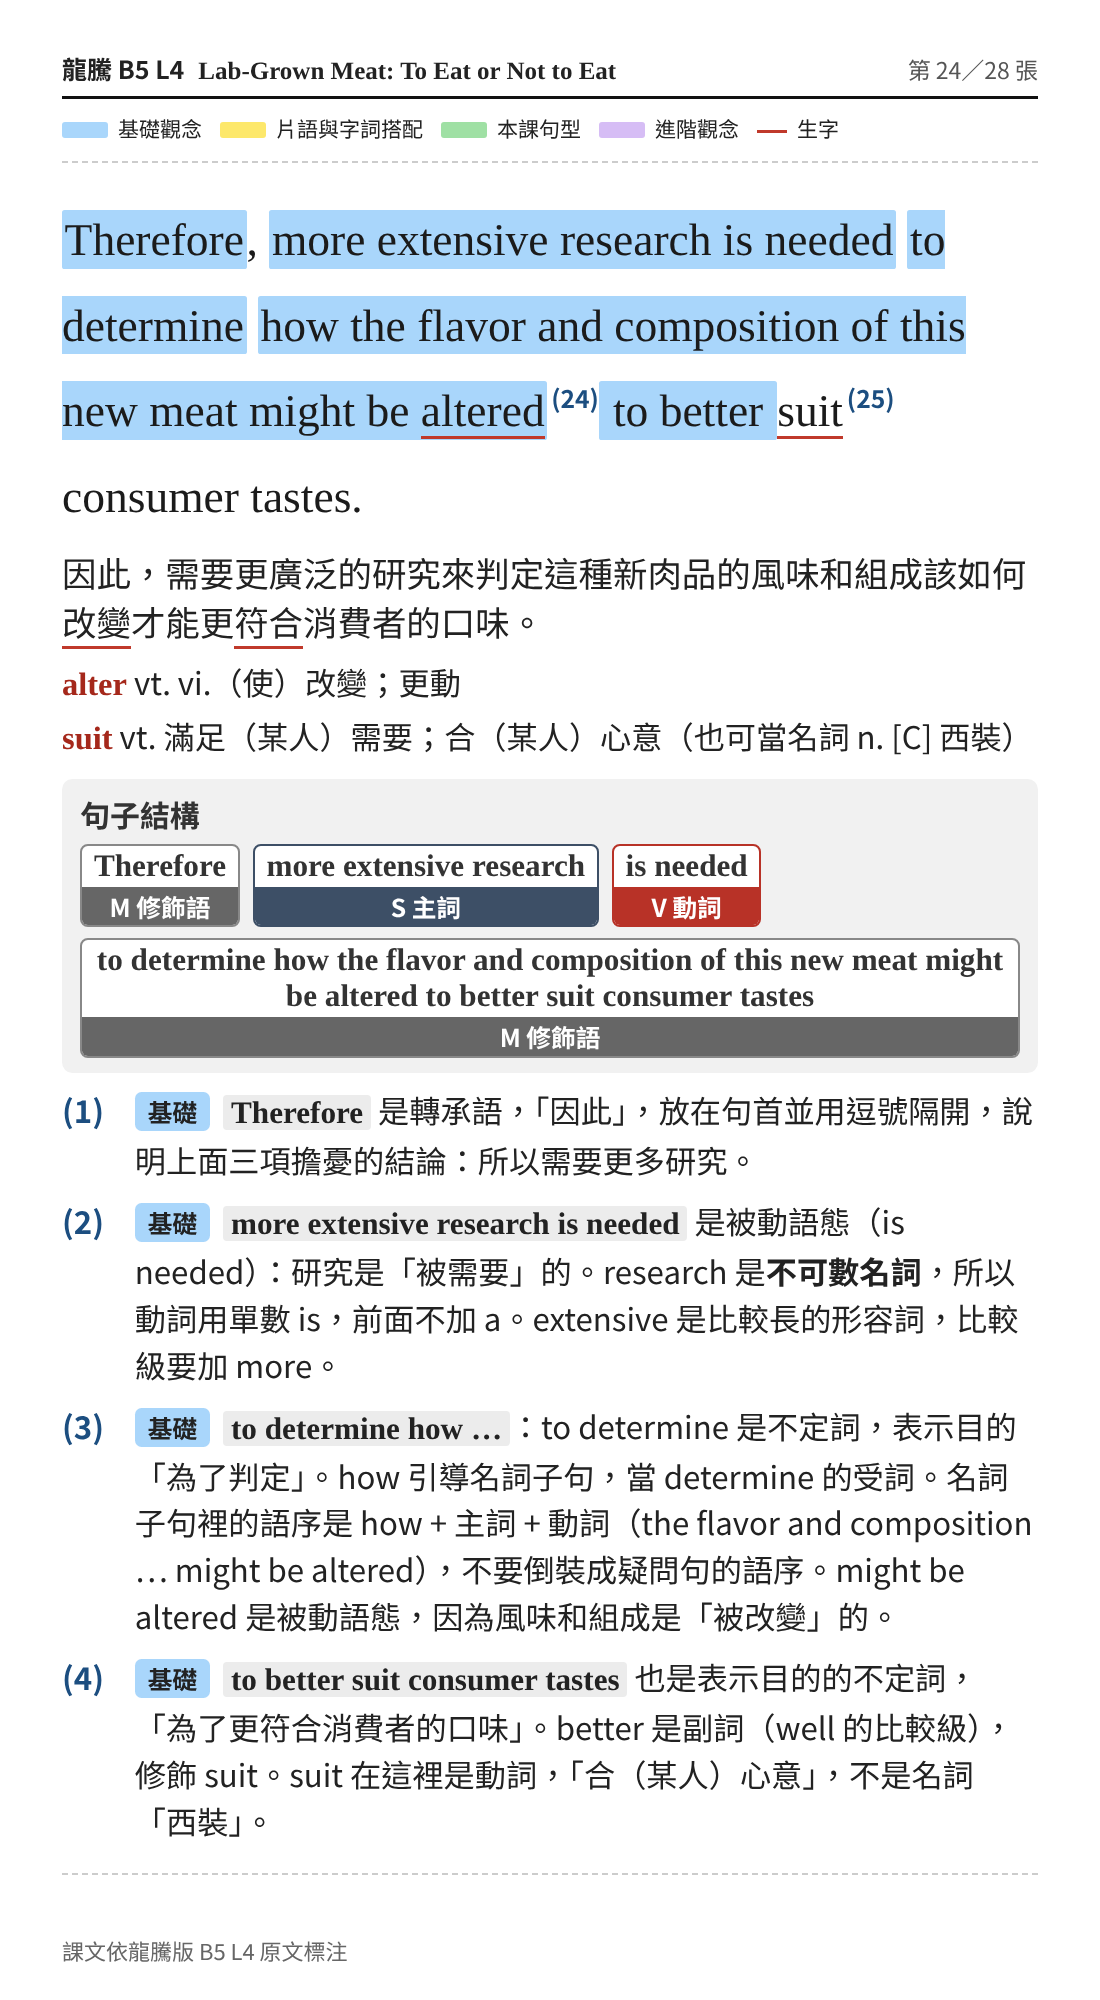 龍騰 B5 L4 Lab-Grown Meat: To Eat or Not to Eat 第 24／28 張
基礎觀念 片語與字詞搭配 本課句型 進階觀念 生字
Therefore, more extensive research is needed to
determine how the flavor and composition of this
new meat might be altered(24) to better suit(25)
consumer tastes.
因此，需要更廣泛的研究來判定這種新肉品的風味和組成該如何
改變才能更符合消費者的口味。
alter vt. vi.（使）改變；更動
suit vt. 滿足（某人）需要；合（某人）心意（也可當名詞 n. [C] 西裝）
句子結構
Therefore more extensive research is needed
M 修飾語 S 主詞 V 動詞
to determine how the flavor and composition of this new meat might
be altered to better suit consumer tastes
M 修飾語
(1) 基礎 Therefore 是轉承語，「因此」，放在句首並用逗號隔開，說
明上面三項擔憂的結論：所以需要更多研究。
(2) 基礎 more extensive research is needed 是被動語態（is
needed）：研究是「被需要」的。research 是不可數名詞，所以
動詞用單數 is，前面不加 a。extensive 是比較長的形容詞，比較
級要加 more。
(3) 基礎 to determine how … ：to determine 是不定詞，表示目的
「為了判定」。how 引導名詞子句，當 determine 的受詞。名詞
子句裡的語序是 how + 主詞 + 動詞（the flavor and composition
… might be altered），不要倒裝成疑問句的語序。might be
altered 是被動語態，因為風味和組成是「被改變」的。
(4) 基礎 to better suit consumer tastes 也是表示目的的不定詞，
「為了更符合消費者的口味」。better 是副詞（well 的比較級），
修飾 suit。suit 在這裡是動詞，「合（某人）心意」，不是名詞
「西裝」。
課文依龍騰版 B5 L4 原文標注